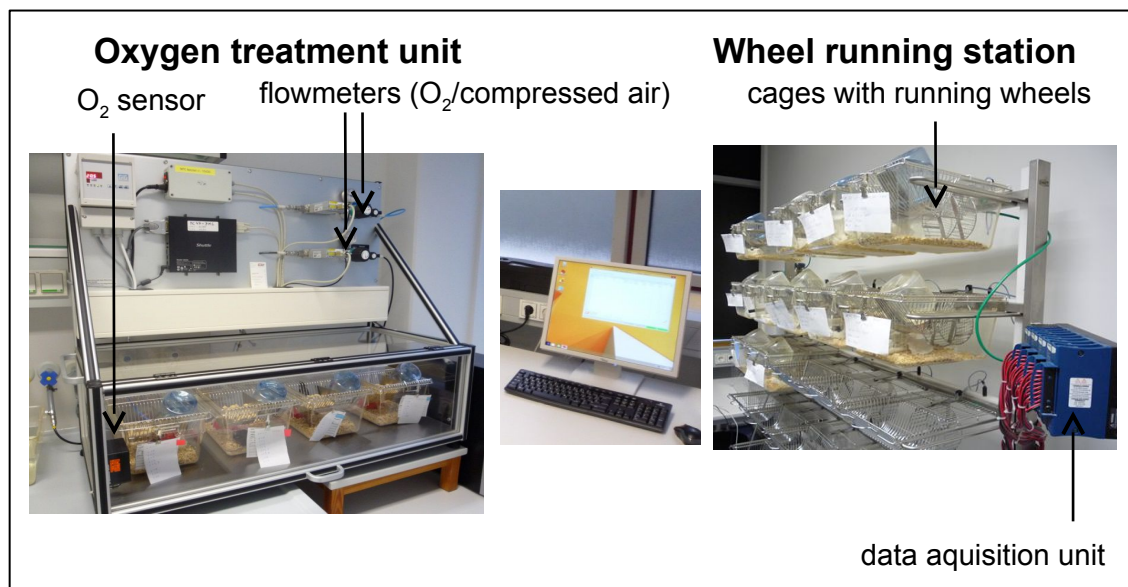 Oxygen treatment unit
Wheel running station
O₂ sensor
flowmeters (O₂/compressed air)
cages with running wheels
data aquisition unit